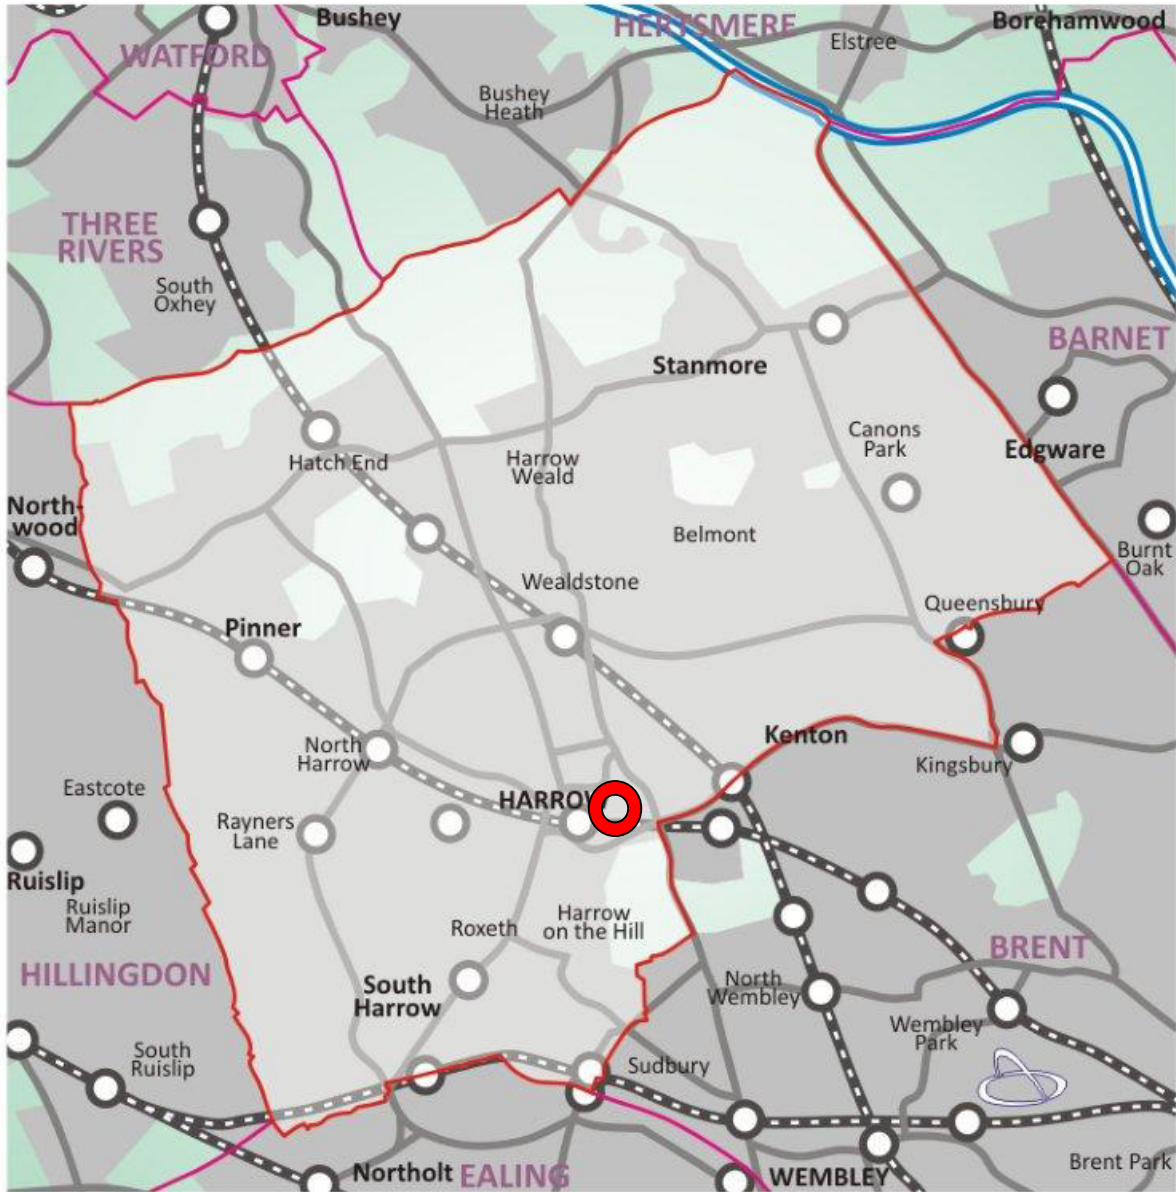 Bushey
HERTSMERE
Borehamwood
WATFORD
Elstree
Bushey
Heath
THREE
RIVERS
South
Oxhey
BARNET
Stanmore
Canons
Park
Edgware
Hatch End
Harrow
Weald
North-
wood
Belmont
Burnt
Oak
Wealdstone
Queensbury
Pinner
North
Harrow
Kenton
Kingsbury
Eastcote
HARROW
Rayners
Lane
Ruislip
Ruislip
Manor
Roxeth
Harrow
on the Hill
HILLINGDON
BRENT
South
Harrow
North
Wembley
Wembley
Park
South
Ruislip
Sudbury
Northolt
EALING
WEMBLEY
Brent Park